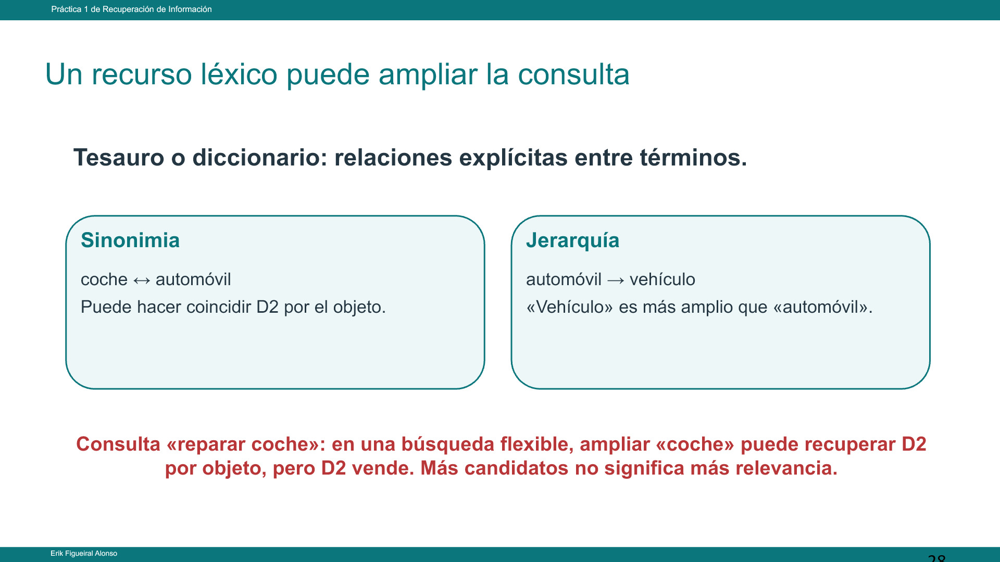 Práctica 1 de Recuperación de Información
Un recurso léxico puede ampliar la consulta
Tesauro o diccionario: relaciones explícitas entre términos.
Sinonimia
coche ↔ automóvil
Puede hacer coincidir D2 por el objeto.
Jerarquía
automóvil → vehículo
«Vehículo» es más amplio que «automóvil».
Consulta «reparar coche»: en una búsqueda flexible, ampliar «coche» puede recuperar D2
por objeto, pero D2 vende. Más candidatos no significa más relevancia.
Erik Figueiral Alonso
28